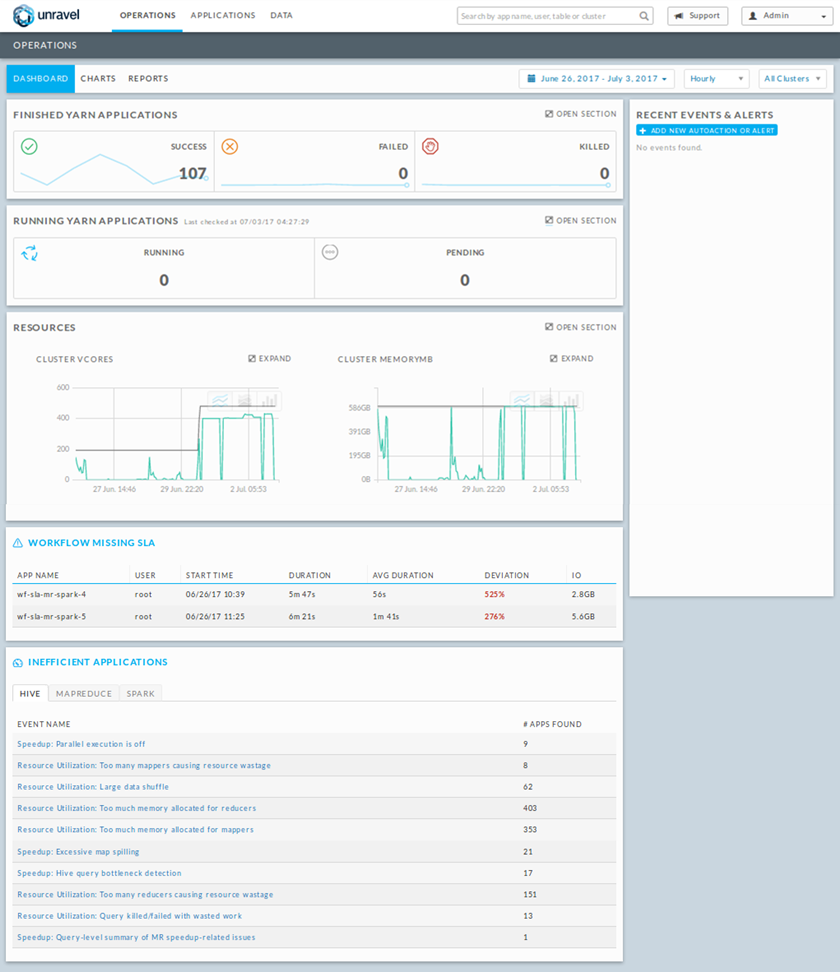 unravel OPERATIONS APPLICATIONS DATA Search by app name, user, table or cluster Support Admin
OPERATIONS
DASHBOARD CHARTS REPORTS June 26, 2017 - July 3, 2017 Hourly All Clusters
FINISHED YARN APPLICATIONS OPEN SECTION
SUCCESS FAILED KILLED
107 0 0
RUNNING YARN APPLICATIONS Last checked at 07/03/17 04:27:29 OPEN SECTION
RUNNING PENDING
0 0
RESOURCES OPEN SECTION
CLUSTER VCORES EXPAND CLUSTER MEMORYMB EXPAND
600
400 586GB
391GB
200 195GB
0 0B
27 Jun, 14:46 29 Jun, 22:20 2 Jul, 05:53 27 Jun, 14:46 29 Jun, 22:20 2 Jul, 05:53
WORKFLOW MISSING SLA
APP NAME USER START TIME DURATION AVG DURATION DEVIATION IO
wf-sla-mr-spark-4 root 06/26/17 10:39 5m 47s 56s 525% 2.8GB
wf-sla-mr-spark-5 root 06/26/17 11:25 6m 21s 1m 41s 276% 5.6GB
INEFFICIENT APPLICATIONS
HIVE MAPREDUCE SPARK
EVENT NAME # APPS FOUND
Speedup: Parallel execution is off 9
Resource Utilization: Too many mappers causing resource wastage 8
Resource Utilization: Large data shuffle 62
Resource Utilization: Too much memory allocated for reducers 403
Resource Utilization: Too much memory allocated for mappers 353
Speedup: Excessive map spilling 21
Speedup: Hive query bottleneck detection 17
Resource Utilization: Too many reducers causing resource wastage 151
Resource Utilization: Query killed/failed with wasted work 13
Speedup: Query-level summary of MR speedup-related issues 1
RECENT EVENTS & ALERTS
ADD NEW AUTOACTION OR ALERT
No events found.